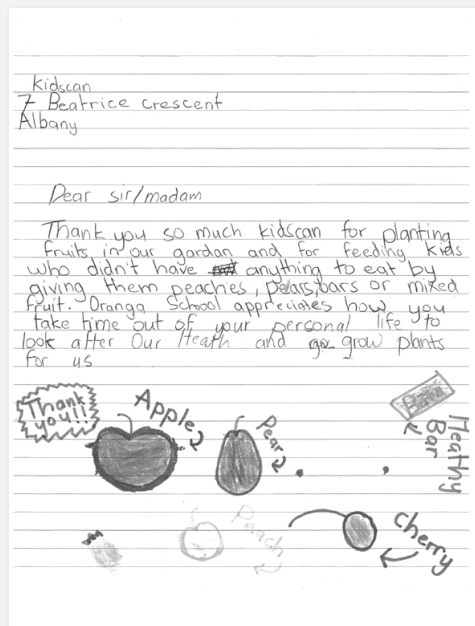 Kidscan
7 Beatrice crescent
Albany
Dear sir/madam
Thank you so much kidscan for planting
fruits in our gardan and for feeding kids
who didn't have anything to eat by
giving them peachies, pears, bars or mixed
fruit. Oranga School appreciates how you
take time out of your personal life to
look after Our Heath and grow plants
for us
Thank
you!!
Apple
Pear
Heathy
Bar
Peach
cherry